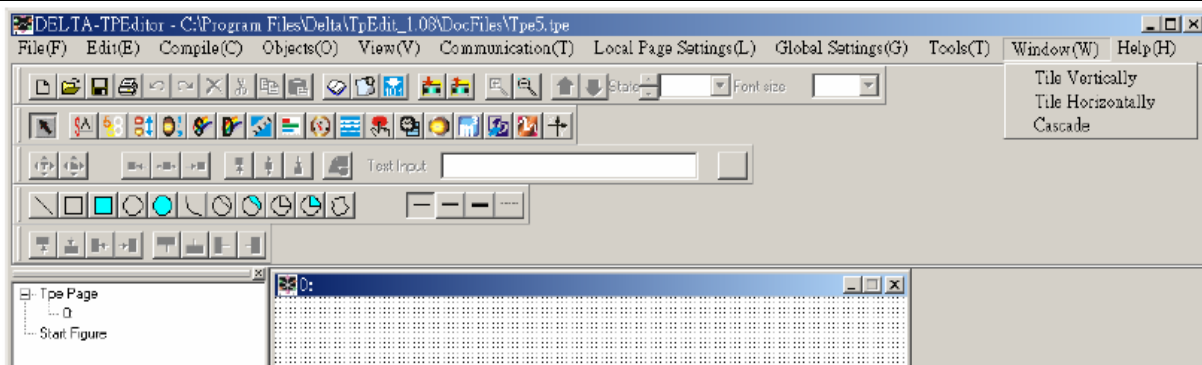 DELTA-TPEditor - C:\Program Files\Delta\TpEdit_1.08\DocFiles\Tpe5.tpe
File(F) Edit(E) Compile(C) Objects(O) View(V) Communication(T) Local Page Settings(L) Global Settings(G) Tools(T) Window(W) Help(H)
Tile Vertically
Tile Horizontally
Cascade
State Font size
Text Input
Tpe Page
0:
Start Figure
0: